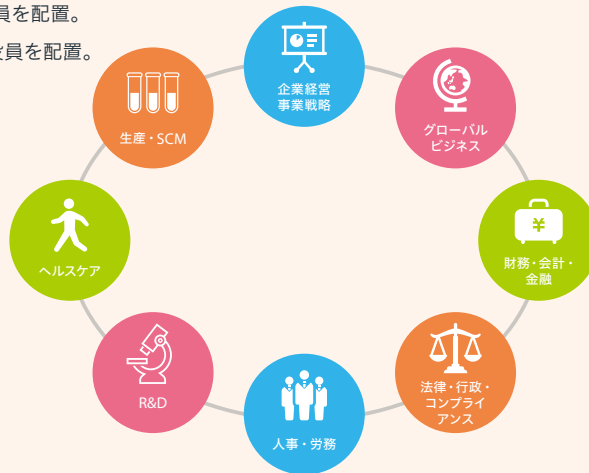 員を配置。
役員を配置。
企業経営
事業戦略
グローバル
ビジネス
¥
財務・会計・
金融
法律・行政・
コンプライ
アンス
人事・労務
R&D
ヘルスケア
生産・SCM